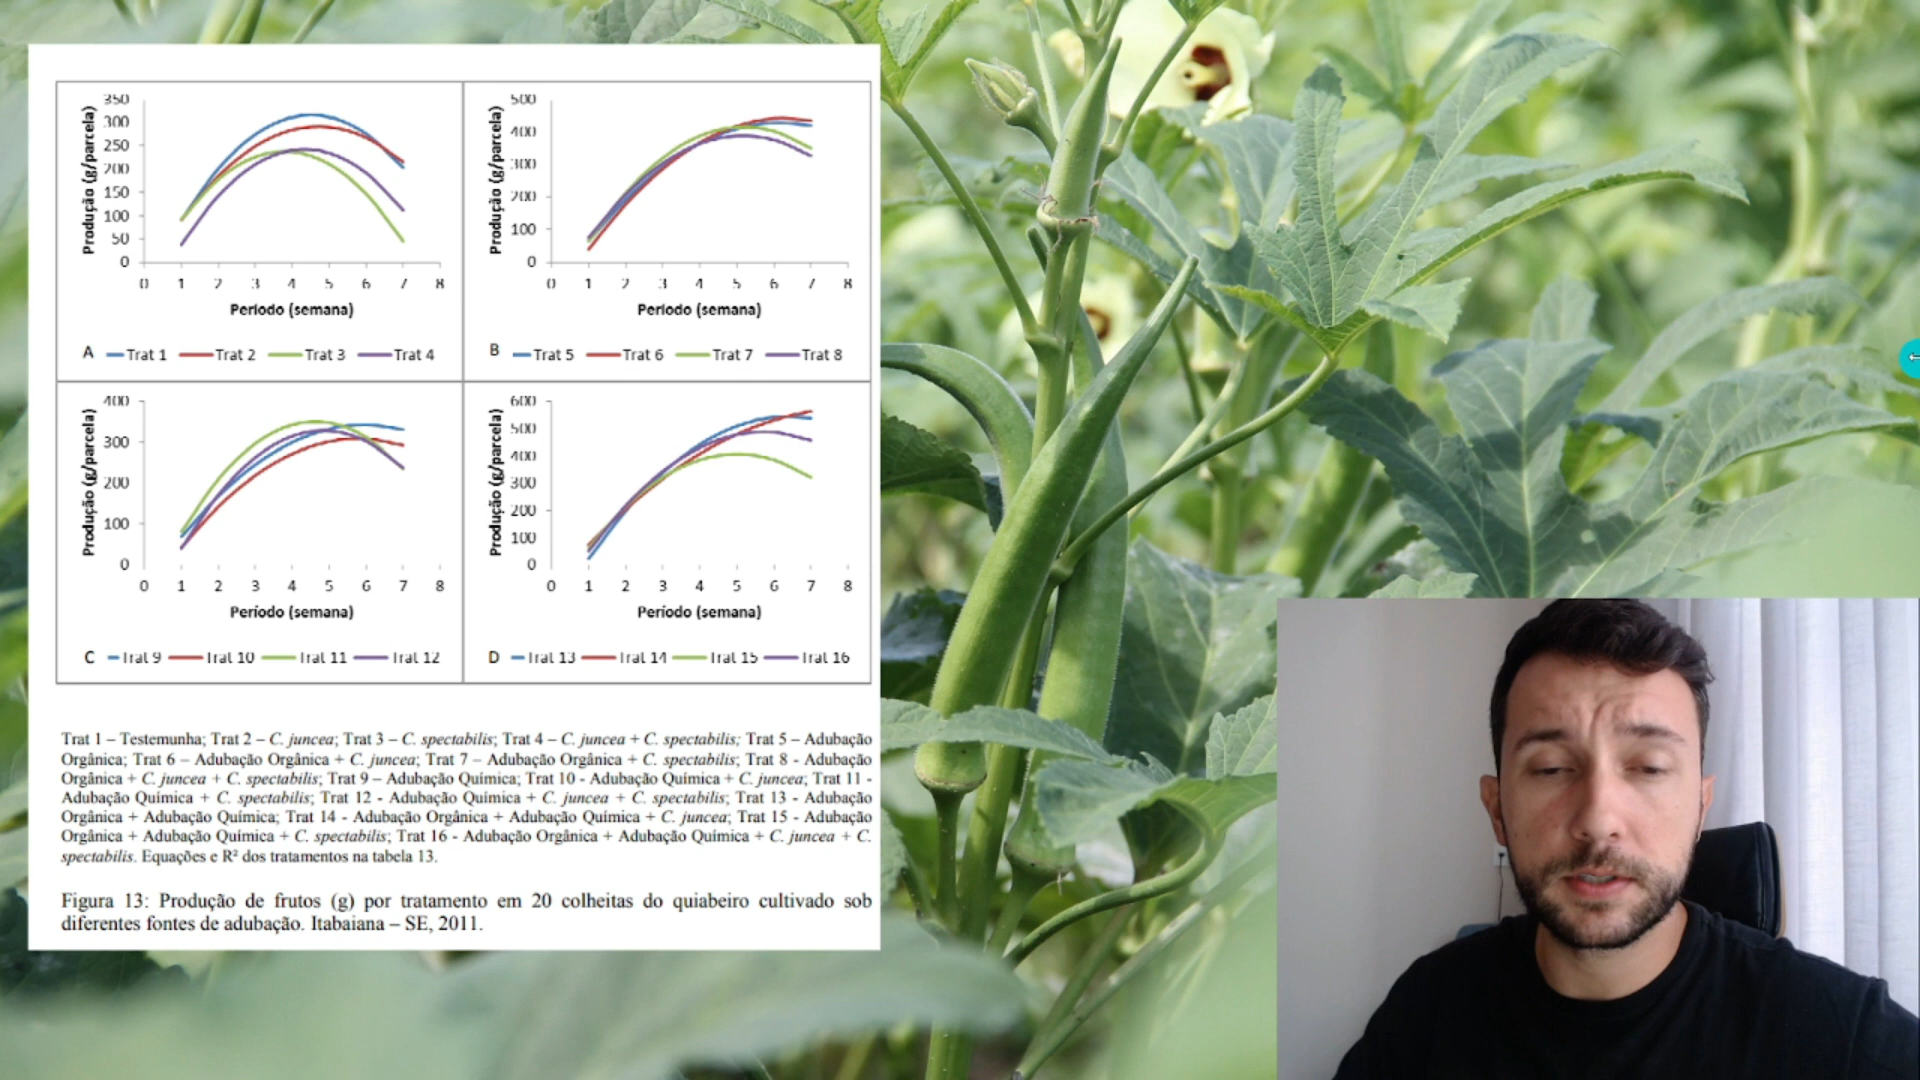 350
300
250
200
150
100
50
0
Produção (g/parcela)
0 1 2 3 4 5 6 7 8
Período (semana)
A Trat 1 Trat 2 Trat 3 Trat 4
500
400
300
200
100
0
Produção (g/parcela)
0 1 2 3 4 5 6 7 8
Período (semana)
B Trat 5 Trat 6 Trat 7 Trat 8
400
300
200
100
0
Produção (g/parcela)
0 1 2 3 4 5 6 7 8
Período (semana)
C Trat 9 Trat 10 Trat 11 Trat 12
600
500
400
300
200
100
0
Produção (g/parcela)
0 1 2 3 4 5 6 7 8
Período (semana)
D Trat 13 Trat 14 Trat 15 Trat 16
Trat 1 – Testemunha; Trat 2 – C. juncea; Trat 3 – C. spectabilis; Trat 4 – C. juncea + C. spectabilis; Trat 5 – Adubação
Orgânica; Trat 6 – Adubação Orgânica + C. juncea; Trat 7 – Adubação Orgânica + C. spectabilis; Trat 8 - Adubação
Orgânica + C. juncea + C. spectabilis; Trat 9 – Adubação Química; Trat 10 - Adubação Química + C. juncea; Trat 11 -
Adubação Química + C. spectabilis; Trat 12 - Adubação Química + C. juncea + C. spectabilis; Trat 13 - Adubação
Orgânica + Adubação Química; Trat 14 - Adubação Orgânica + Adubação Química + C. juncea; Trat 15 - Adubação
Orgânica + Adubação Química + C. spectabilis; Trat 16 - Adubação Orgânica + Adubação Química + C. juncea + C.
spectabilis. Equações e R² dos tratamentos na tabela 13.
Figura 13: Produção de frutos (g) por tratamento em 20 colheitas do quiabeiro cultivado sob
diferentes fontes de adubação. Itabaiana – SE, 2011.